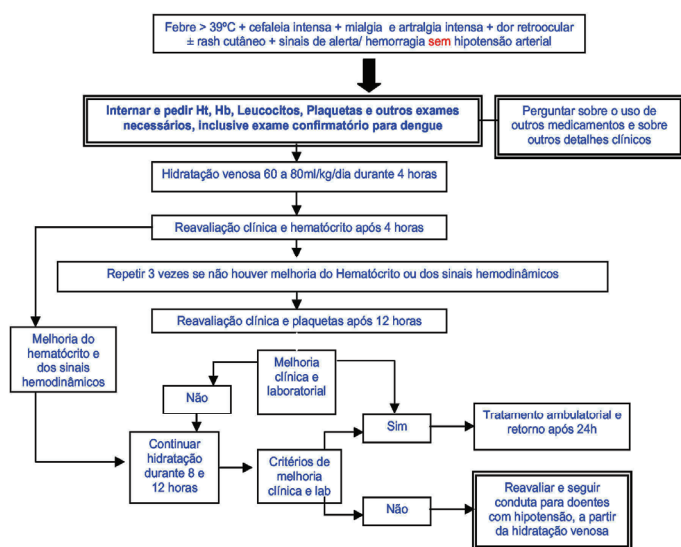 Febre > 39ºC + cefaleia intensa + mialgia e artralgia intensa + dor retroocular
± rash cutâneo + sinais de alerta/ hemorragia sem hipotensão arterial
Internar e pedir Ht, Hb, Leucocitos, Plaquetas e outros exames
necessários, inclusive exame confirmatório para dengue
Perguntar sobre o uso de
outros medicamentos e sobre
outros detalhes clínicos
Hidratação venosa 60 a 80ml/kg/dia durante 4 horas
Reavaliação clínica e hematócrito após 4 horas
Repetir 3 vezes se não houver melhoria do Hematócrito ou dos sinais hemodinâmicos
Reavaliação clínica e plaquetas após 12 horas
Melhoria do
hematócrito e
dos sinais
hemodinâmicos
Melhoria
clínica e
laboratorial
Não
Sim
Tratamento ambulatorial e
retorno após 24h
Continuar
hidratação
durante 8 e
12 horas
Critérios de
melhoria
clínica e lab
Não
Reavaliar e seguir
conduta para doentes
com hipotensão, a partir
da hidratação venosa